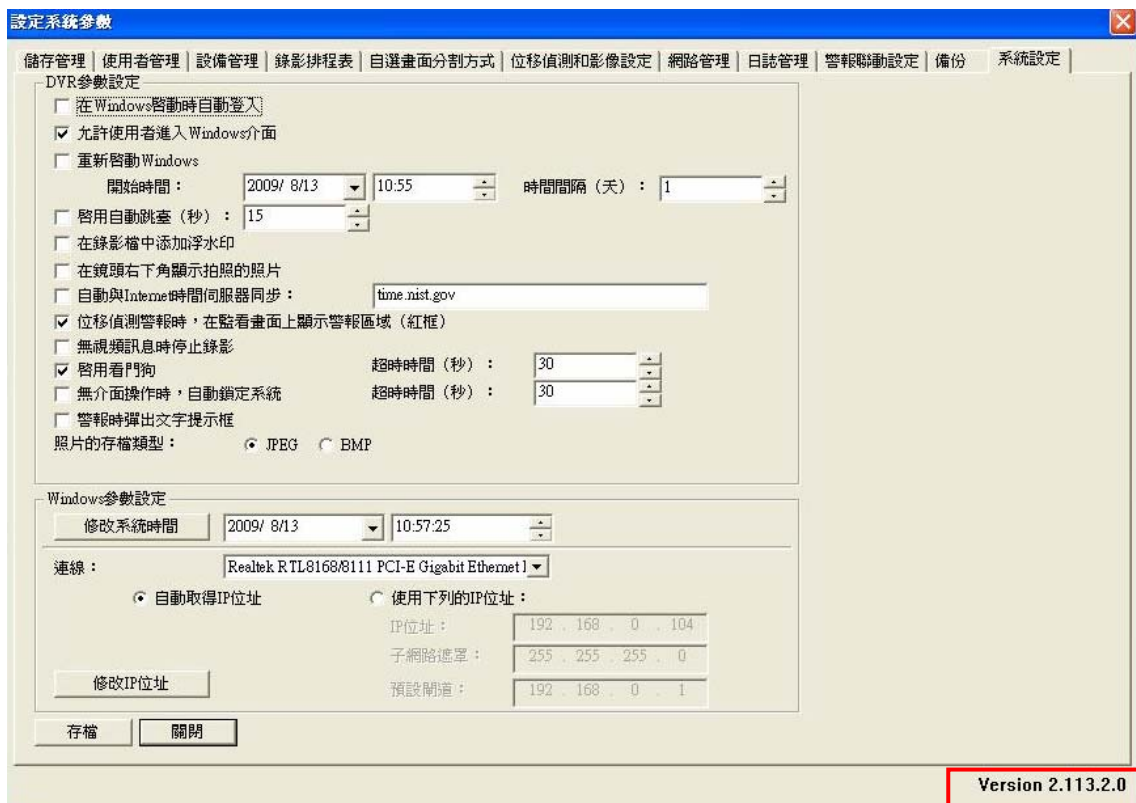 設定系統參數
儲存管理 使用者管理 設備管理 錄影排程表 自選畫面分割方式 位移偵測和影像設定 網路管理 日誌管理 警報聯動設定 備份 系統設定
DVR參數設定
在Windows啓動時自動登入
允許使用者進入Windows介面
重新啓動Windows
開始時間： 2009/ 8/13 10:55 時間間隔（天）： 1
啓用自動跳臺（秒）： 15
在錄影檔中添加浮水印
在鏡頭右下角顯示拍照的照片
自動與Internet時間伺服器同步： time.nist.gov
位移偵測警報時，在監看畫面上顯示警報區域（紅框）
無視頻訊息時停止錄影
啓用看門狗 超時時間（秒）： 30
無介面操作時，自動鎖定系統 超時時間（秒）： 30
警報時彈出文字提示框
照片的存檔類型： JPEG BMP
Windows參數設定
修改系統時間 2009/ 8/13 10:57:25
連線： Realtek RTL8168/8111 PCI-E Gigabit Ethernet
自動取得IP位址 使用下列的IP位址：
IP位址： 192 . 168 . 0 . 104
子網路遮罩： 255 . 255 . 255 . 0
修改IP位址 預設閘道： 192 . 168 . 0 . 1
存檔 關閉
Version 2.113.2.0